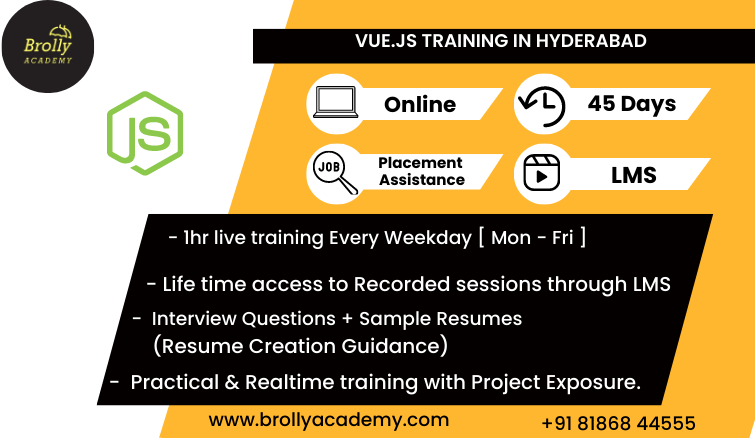 Brolly
ACADEMY
VUE.JS TRAINING IN HYDERABAD
JS
Online
45 Days
JOB
Placement
Assistance
LMS
- 1hr live training Every Weekday [ Mon - Fri ]
- Life time access to Recorded sessions through LMS
- Interview Questions + Sample Resumes
(Resume Creation Guidance)
- Practical & Realtime training with Project Exposure.
www.brollyacademy.com
+91 81868 44555